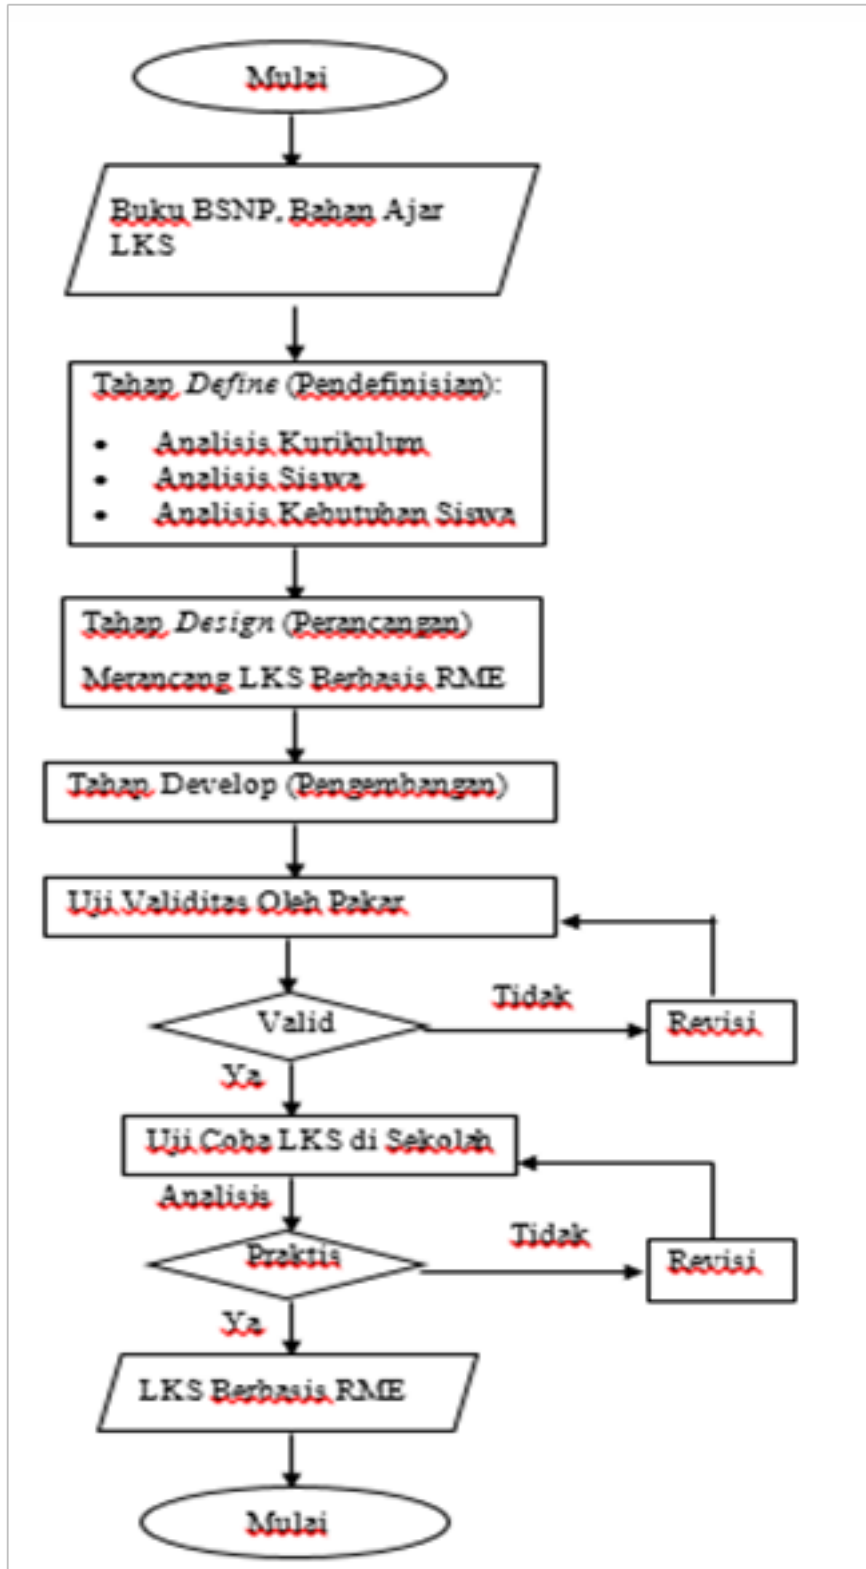 Mulai
Buku BSNP, Bahan Ajar
LKS
Tahap Define (Pendefinisian):
• Analisis Kurikulum
• Analisis Siswa
• Analisis Kebutuhan Siswa
Tahap Design (Perancangan)
Merancang LKS Berbasis RME
Tahap Develop (Pengembangan)
Uji Validitas Oleh Pakar
Tidak
Valid
Revisi
Ya
Uji Coba LKS di Sekolah
Analisis
Tidak
Praktis
Revisi
Ya
LKS Berbasis RME
Mulai